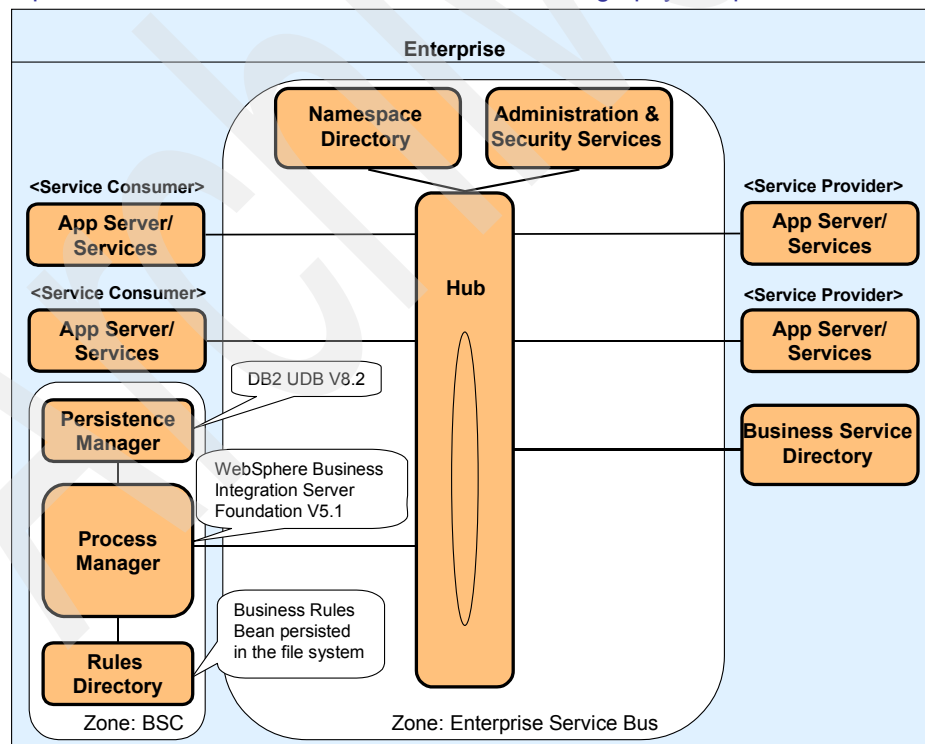 Enterprise
Namespace
Directory
Administration &
Security Services
<Service Consumer>
App Server/
Services
<Service Provider>
App Server/
Services
Hub
<Service Consumer>
App Server/
Services
<Service Provider>
App Server/
Services
DB2 UDB V8.2
Persistence
Manager
Business Service
Directory
WebSphere Business
Integration Server
Foundation V5.1
Process
Manager
Business Rules
Bean persisted
in the file system
Rules
Directory
Zone: BSC
Zone: Enterprise Service Bus